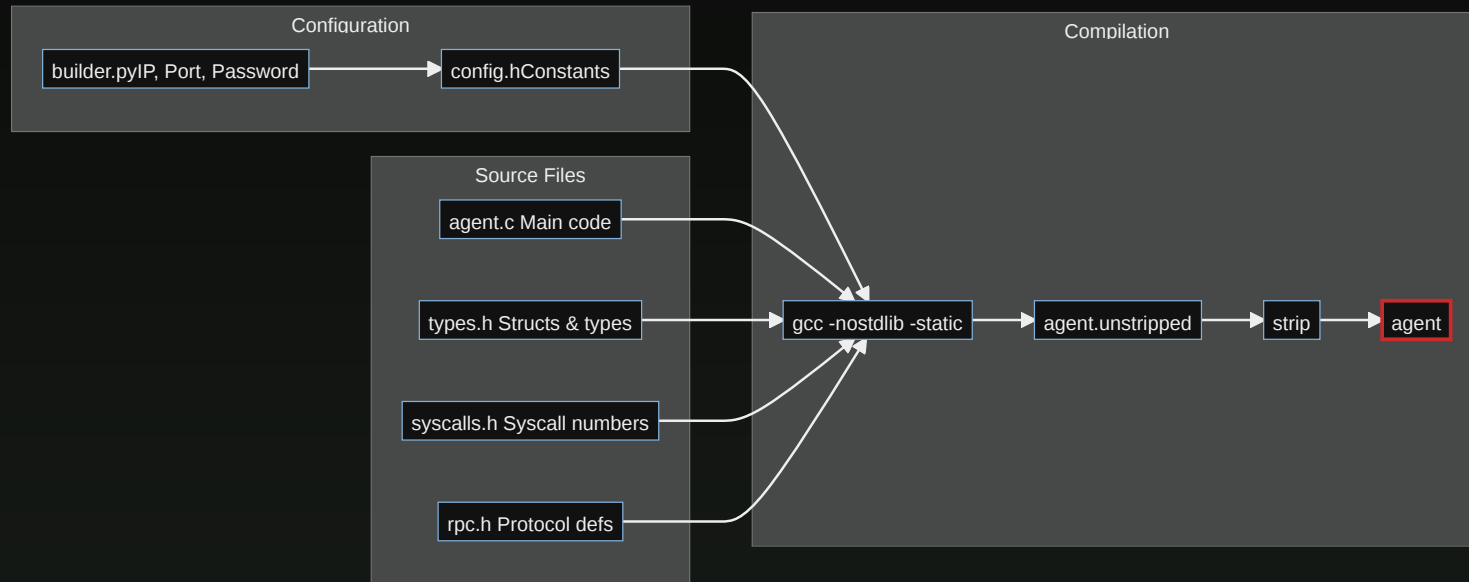 Configuration
builder.pyIP, Port, Password
config.hConstants
Source Files
agent.c Main code
types.h Structs & types
syscalls.h Syscall numbers
rpc.h Protocol defs
Compilation
gcc -nostdlib -static
agent.unstripped
strip
agent